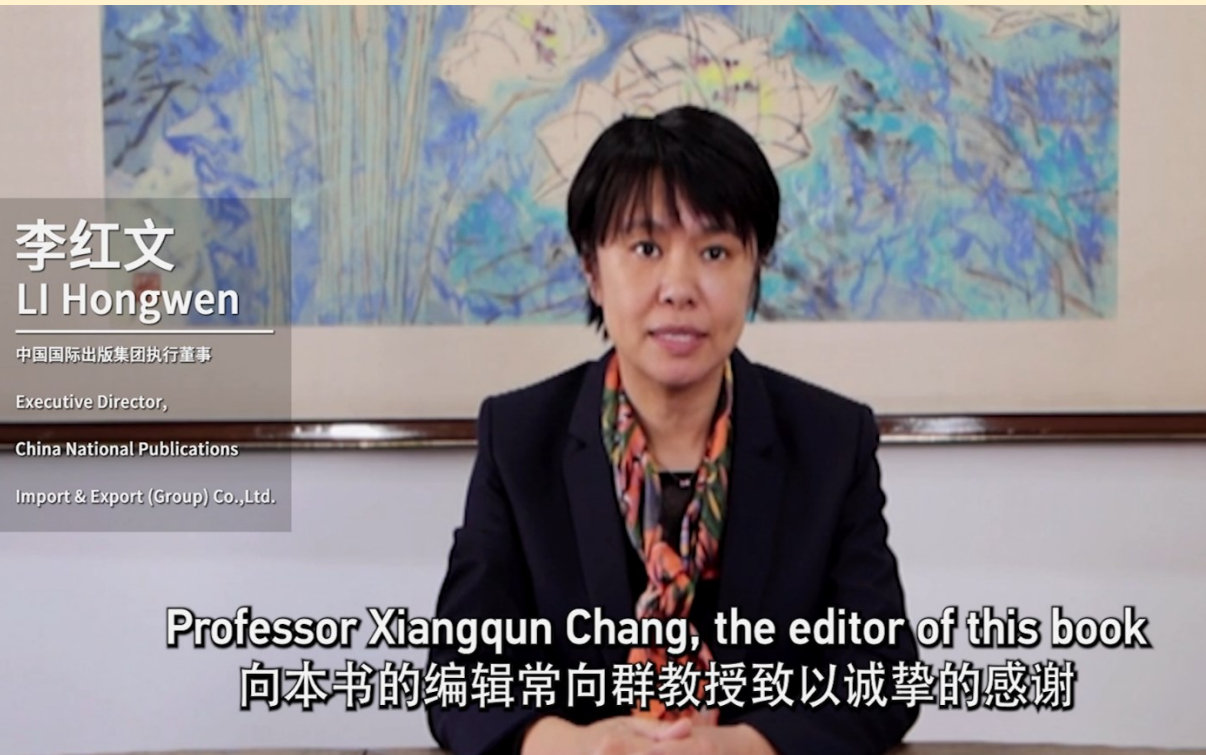 李红文
LI Hongwen
中国国际出版集团执行董事
Executive Director,
China National Publications
Import & Export (Group) Co.,Ltd.
Professor Xiangqun Chang, the editor of this book
向本书的编辑常向群教授致以诚挚的感谢